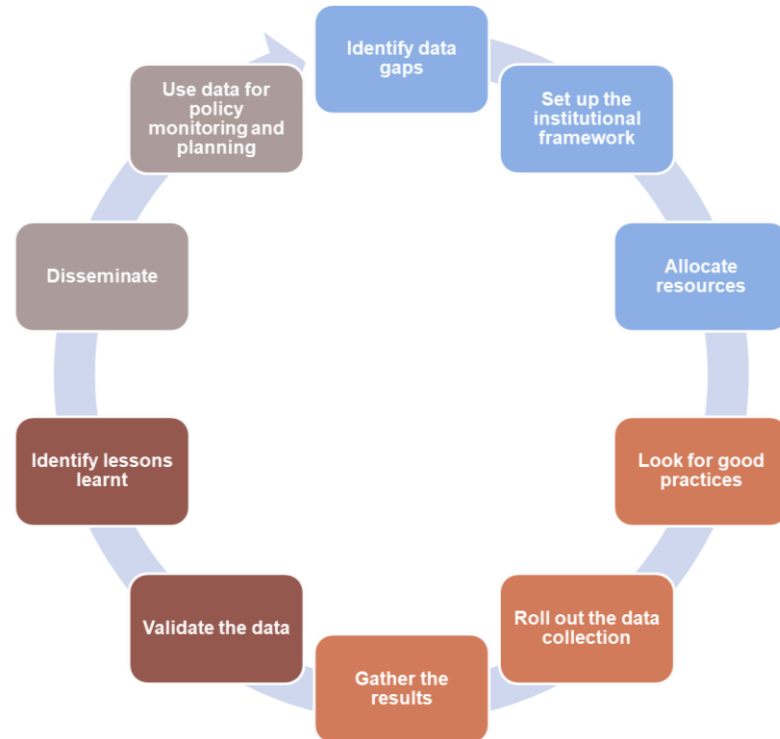 Identify data
gaps
Set up the
institutional
framework
Allocate
resources
Look for good
practices
Roll out the data
collection
Gather the
results
Validate the data
Identify lessons
learnt
Disseminate
Use data for
policy
monitoring and
planning